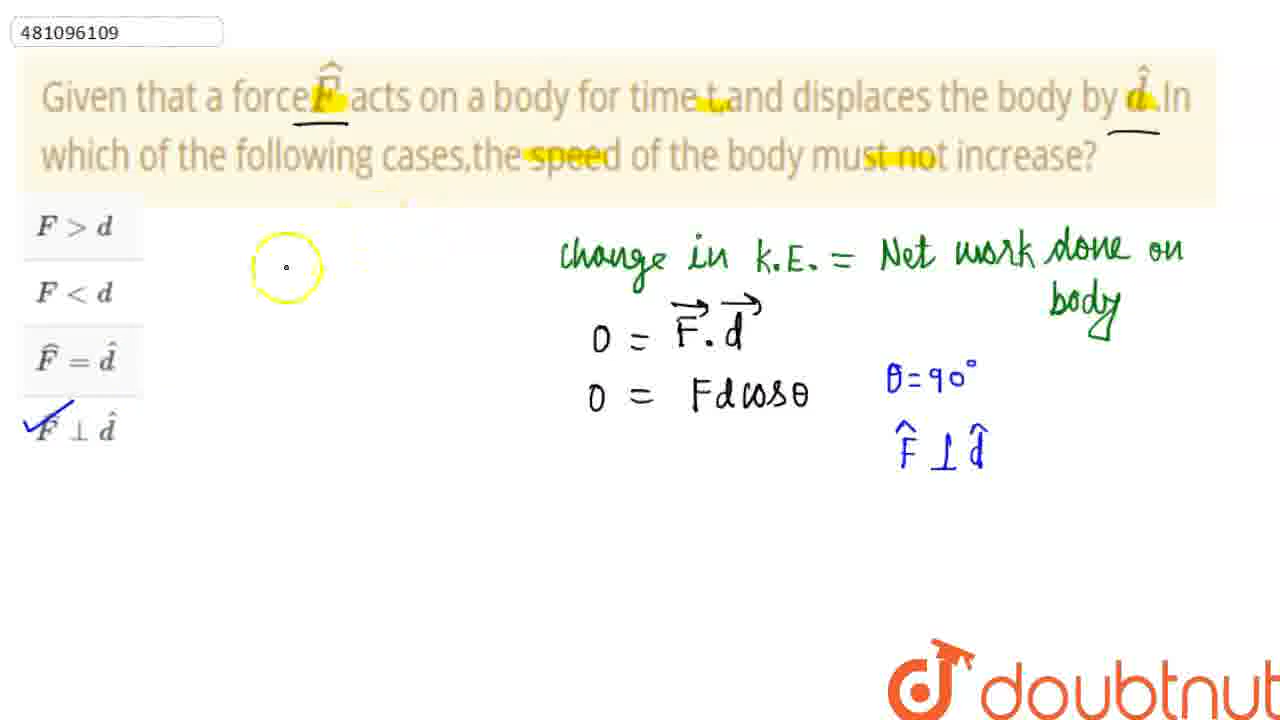 481096109
Given that a force F̂ acts on a body for time t,and displaces the body by d̂.In
which of the following cases,the speed of the body must not increase?
F > d
F < d
F̂ = d̂
F̂ ⊥ d̂
change in K.E. = Net work done on
body
0 = F⃗ . d⃗
0 = Fd cosθ
θ = 90°
F̂ ⊥ d̂
doubtnut